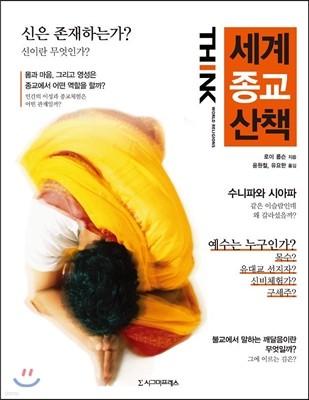 신은 존재하는가?
신이란 무엇인가?
몸과 마음, 그리고 영성은
종교에서 어떤 역할을 할까?
인간의 이성과 종교체험은
어떤 관계일까?
THINK
WORLD RELIGIONS
세계
종교
산책
로이 롭슨 지음
윤원철, 유요한 옮김
수니파와 시아파
같은 이슬람인데
왜 갈라섰을까?
예수는 누구인가?
목수?
유대교 선지자?
신비체험가?
구세주?
불교에서 말하는 깨달음이란
무엇일까?
그에 이르는 길은?
Σ 시그마프레스
yes24